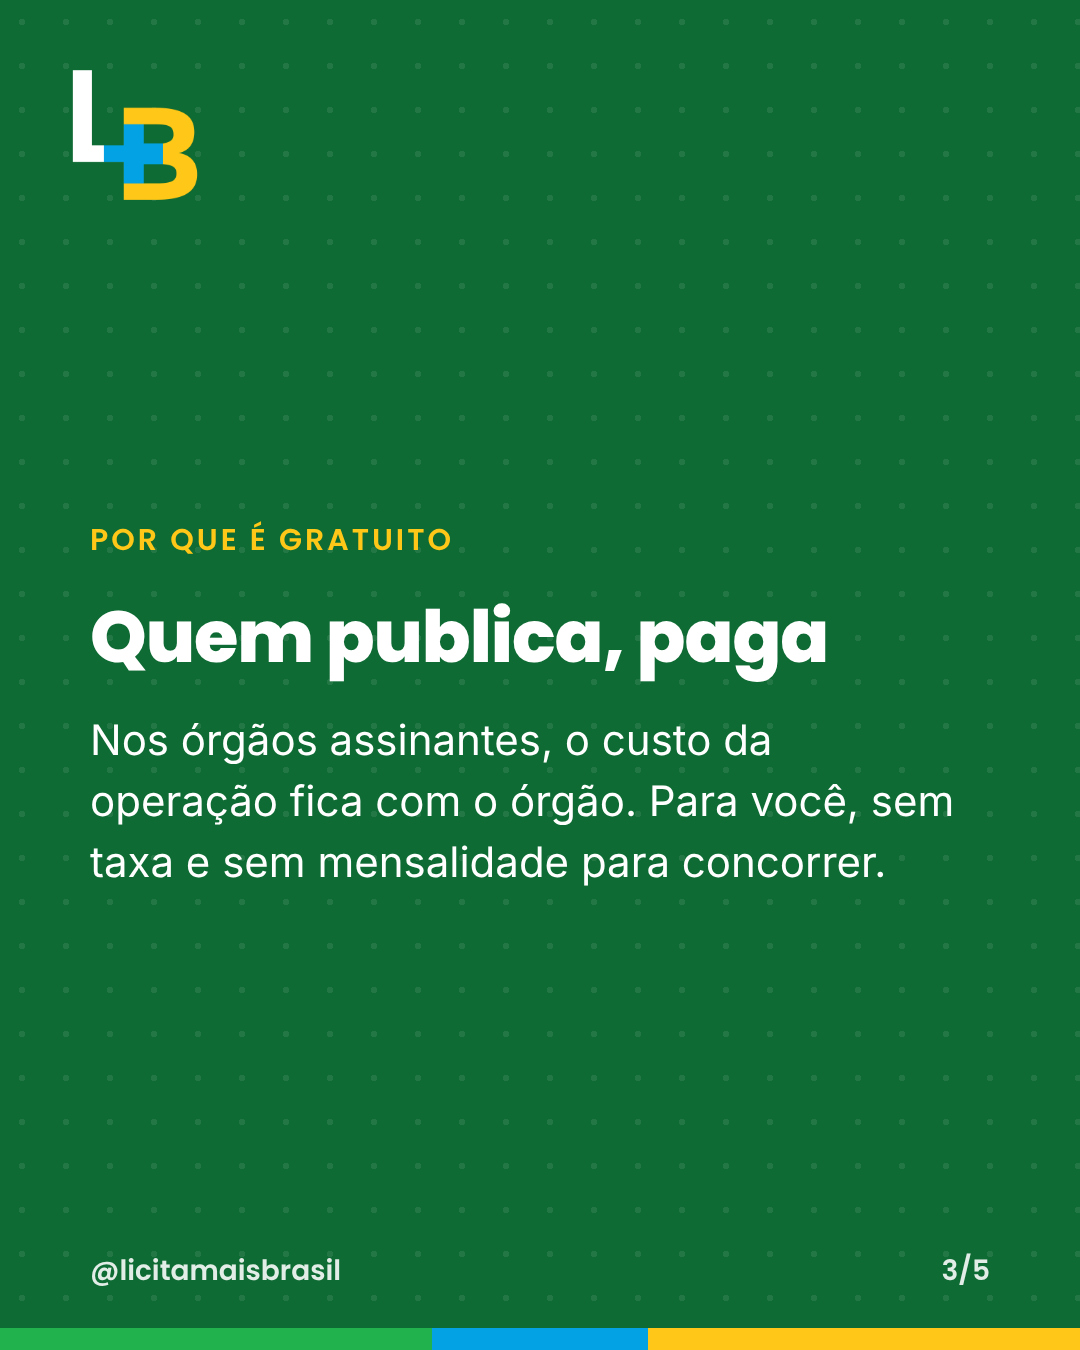 L+B
POR QUE É GRATUITO
Quem publica, paga
Nos órgãos assinantes, o custo da
operação fica com o órgão. Para você, sem
taxa e sem mensalidade para concorrer.
@licitamaisbrasil
3/5